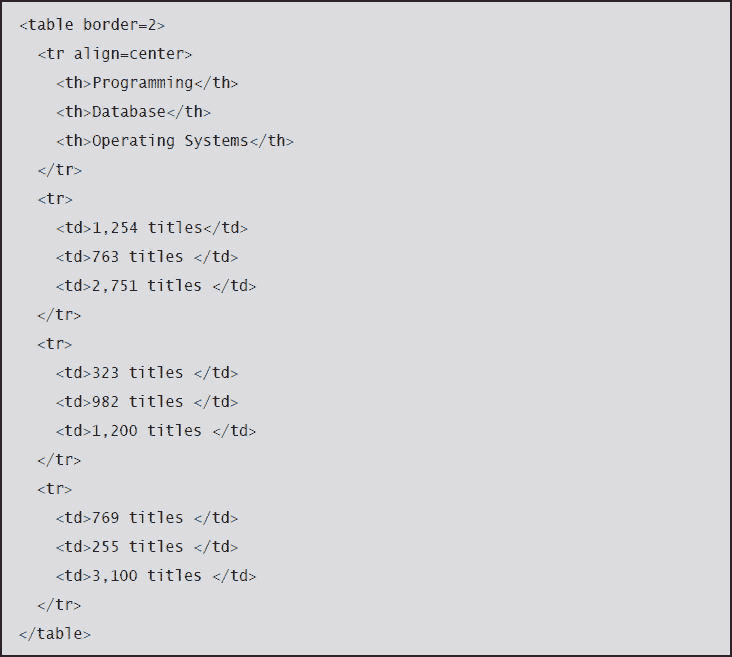 <table border=2>
<tr align=center>
<th>Programming</th>
<th>Database</th>
<th>Operating Systems</th>
</tr>
<tr>
<td>1,254 titles</td>
<td>763 titles </td>
<td>2,751 titles </td>
</tr>
<tr>
<td>323 titles </td>
<td>982 titles </td>
<td>1,200 titles </td>
</tr>
<tr>
<td>769 titles </td>
<td>255 titles </td>
<td>3,100 titles </td>
</tr>
</table>